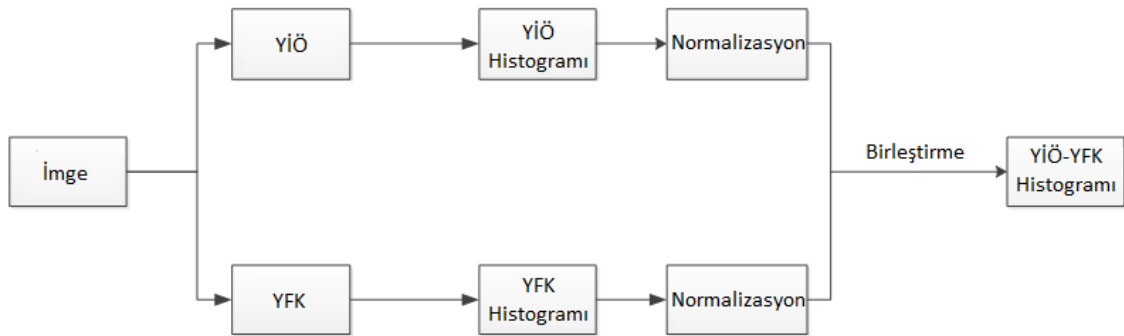 YİÖ
YİÖ
Histogramı
Normalizasyon
İmge
Birleştirme
YİÖ-YFK
Histogramı
YFK
YFK
Histogramı
Normalizasyon